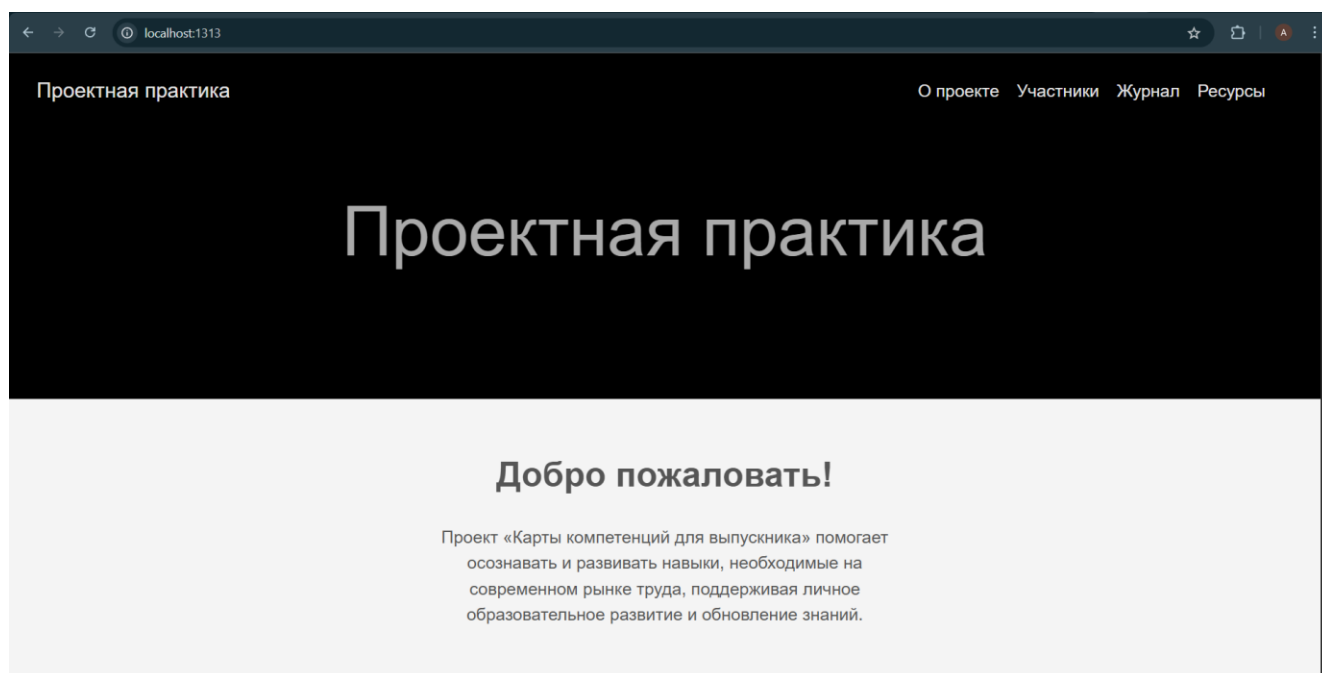 localhost:1313
A
Проектная практика
О проекте Участники Журнал Ресурсы
Проектная практика
Добро пожаловать!
Проект «Карты компетенций для выпускника» помогает
осознавать и развивать навыки, необходимые на
современном рынке труда, поддерживая личное
образовательное развитие и обновление знаний.